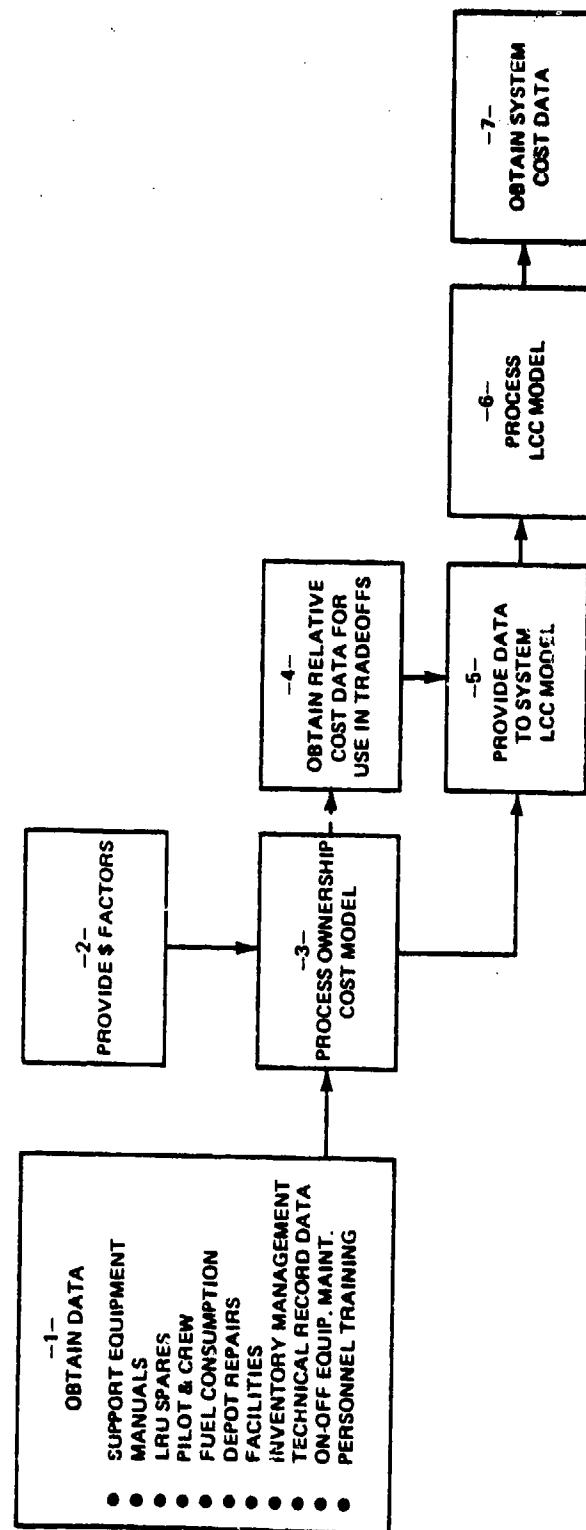 -1-
OBTAIN DATA
• SUPPORT EQUIPMENT
• MANUALS
• LRU SPARES
• PILOT & CREW
• FUEL CONSUMPTION
• DEPOT REPAIRS
• FACILITIES
• INVENTORY MANAGEMENT
• TECHNICAL RECORD DATA
• ON-OFF EQUIP. MAINT.
• PERSONNEL TRAINING
-2-
PROVIDE $ FACTORS
-3-
PROCESS OWNERSHIP
COST MODEL
-4-
OBTAIN RELATIVE
COST DATA FOR
USE IN TRADEOFFS
-5-
PROVIDE DATA
TO SYSTEM
LCC MODEL
-6-
PROCESS
LCC MODEL
-7-
OBTAIN SYSTEM
COST DATA